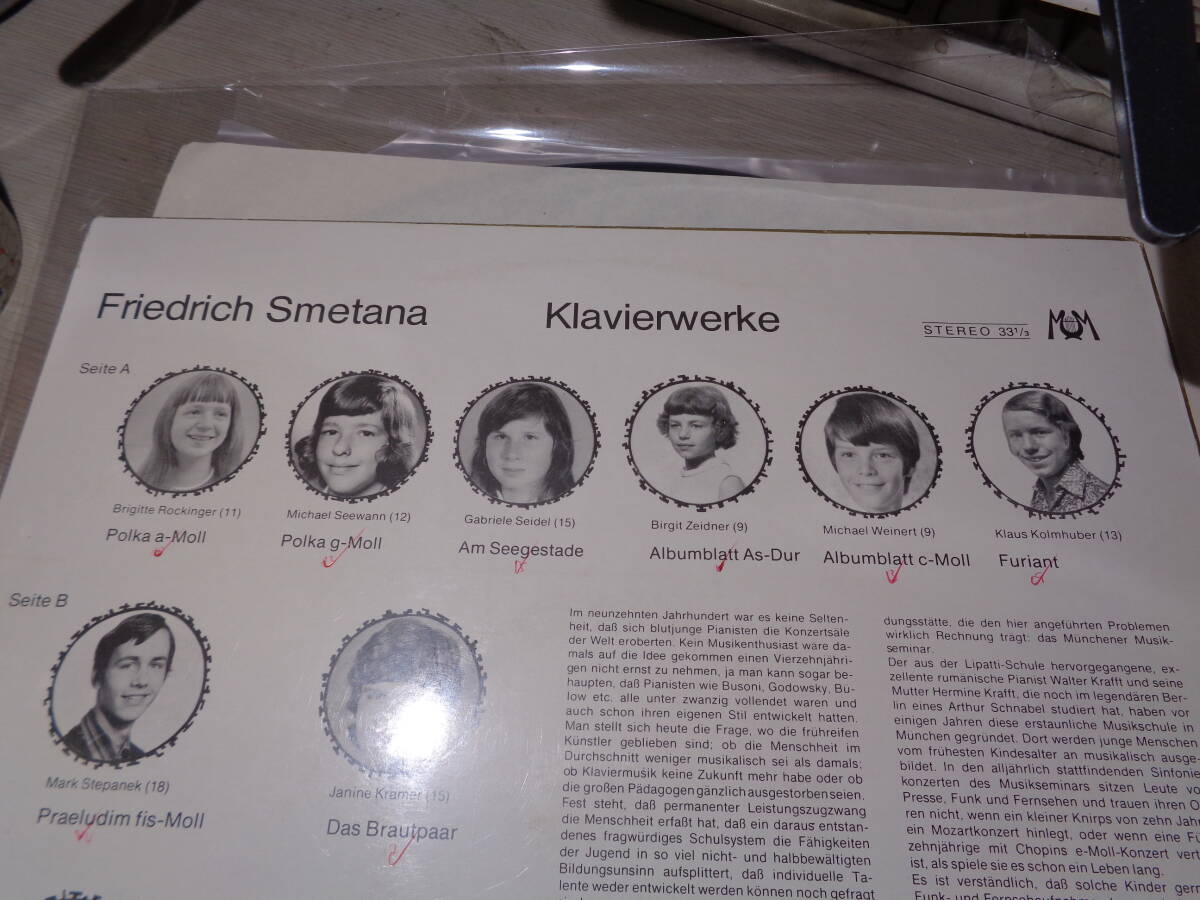 Friedrich Smetana
Klavierwerke
STEREO 33 1/3
MM
Seite A
Brigitte Rockinger (11)
Polka a-Moll
Michael Seewann (12)
Polka g-Moll
Gabriele Seidel (15)
Am Seegestade
Birgit Zeidner (9)
Albumblatt As-Dur
Michael Weinert (9)
Albumblatt c-Moll
Klaus Kolmhuber (13)
Furiant
Seite B
Mark Stepanek (18)
Praeludim fis-Moll
Janine Kramer (15)
Das Brautpaar
Im neunzehnten Jahrhundert war es keine Selten-
heit, daß sich blutjunge Pianisten die Konzertsäle
der Welt eroberten. Kein Musikenthusiast ware da-
mals auf die Idee gekommen einen Vierzehnjähri-
gen nicht ernst zu nehmen, ja man kann sogar be-
haupten, daß Pianisten wie Busoni, Godowsky, Bü-
low etc. alle unter zwanzig vollendet waren und
auch schon ihren eigenen Stil entwickelt hatten.
Man stellt sich heute die Frage, wo die frühreifen
Künstler geblieben sind; ob die Menschheit im
Durchschnitt weniger musikalisch sei als damals;
ob Klaviermusik keine Zukunft mehr habe oder ob
die großen Pädagogen gänzlich ausgestorben seien.
Fest steht, daß permanenter Leistungszugzwang
die Menschheit erfaßt hat, daß ein daraus entstan-
denes fragwürdiges Schulsystem die Fähigkeiten
der Jugend in so viel nicht- und halbbewältigten
Bildungsunsinn aufsplittert, daß individuelle Ta-
lente weder entwickelt werden können noch gefragt
dungsstätte, die den hier angeführten Problemen
wirklich Rechnung trägt: das Münchener Musik-
seminar.
Der aus der Lipatti-Schule hervorgegangene, ex-
zellente rumänische Pianist Walter Krafft und seine
Mutter Hermine Krafft, die noch im legendären Ber-
lin eines Arthur Schnabel studiert hat, haben vor
einigen Jahren diese erstaunliche Musikschule in
München gegründet. Dort werden junge Menschen
vom frühesten Kindesalter an musikalisch ausge-
bildet. In den alljährlich stattfindenden Sinfonie
konzerten des Musikseminars sitzen Leute vo
Presse, Funk und Fernsehen und trauen ihren O
ren nicht, wenn ein kleiner Knirps von zehn Jah
ein Mozartkonzert hinlegt, oder wenn eine Fü
zehnjährige mit Chopins e-Moll-Konzert vert
ist, als spiele sie es schon ein Leben lang.
Es ist verständlich, daß solche Kinder gern
Funk- und Fernsehaufnahme